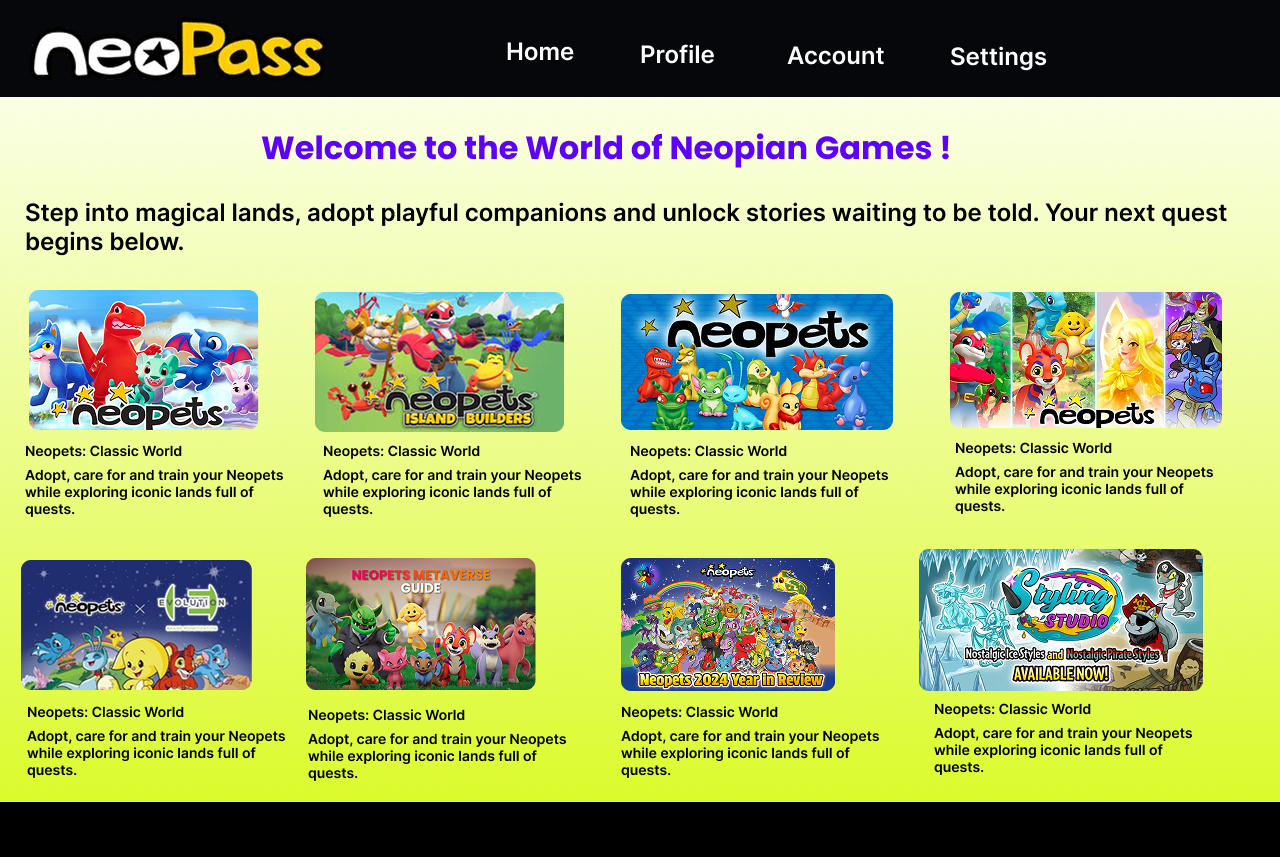 neoPass
Home
Profile
Account
Settings
Welcome to the World of Neopian Games !
Step into magical lands, adopt playful companions and unlock stories waiting to be told. Your next quest
begins below.
neopets
neopets
ISLAND BUILDERS
neopets
neopets
Neopets: Classic World
Adopt, care for and train your Neopets
while exploring iconic lands full of
quests.
Neopets: Classic World
Adopt, care for and train your Neopets
while exploring iconic lands full of
quests.
Neopets: Classic World
Adopt, care for and train your Neopets
while exploring iconic lands full of
quests.
Neopets: Classic World
Adopt, care for and train your Neopets
while exploring iconic lands full of
quests.
neopets x EVOLUTION
NEOPETS METAVERSE
GUIDE
neopets
Neopets 2024 Year in Review
Styling
STUDIO
Nostalgic Ice Styles and Nostalgic Pirate Styles
AVAILABLE NOW!
Neopets: Classic World
Adopt, care for and train your Neopets
while exploring iconic lands full of
quests.
Neopets: Classic World
Adopt, care for and train your Neopets
while exploring iconic lands full of
quests.
Neopets: Classic World
Adopt, care for and train your Neopets
while exploring iconic lands full of
quests.
Neopets: Classic World
Adopt, care for and train your Neopets
while exploring iconic lands full of
quests.